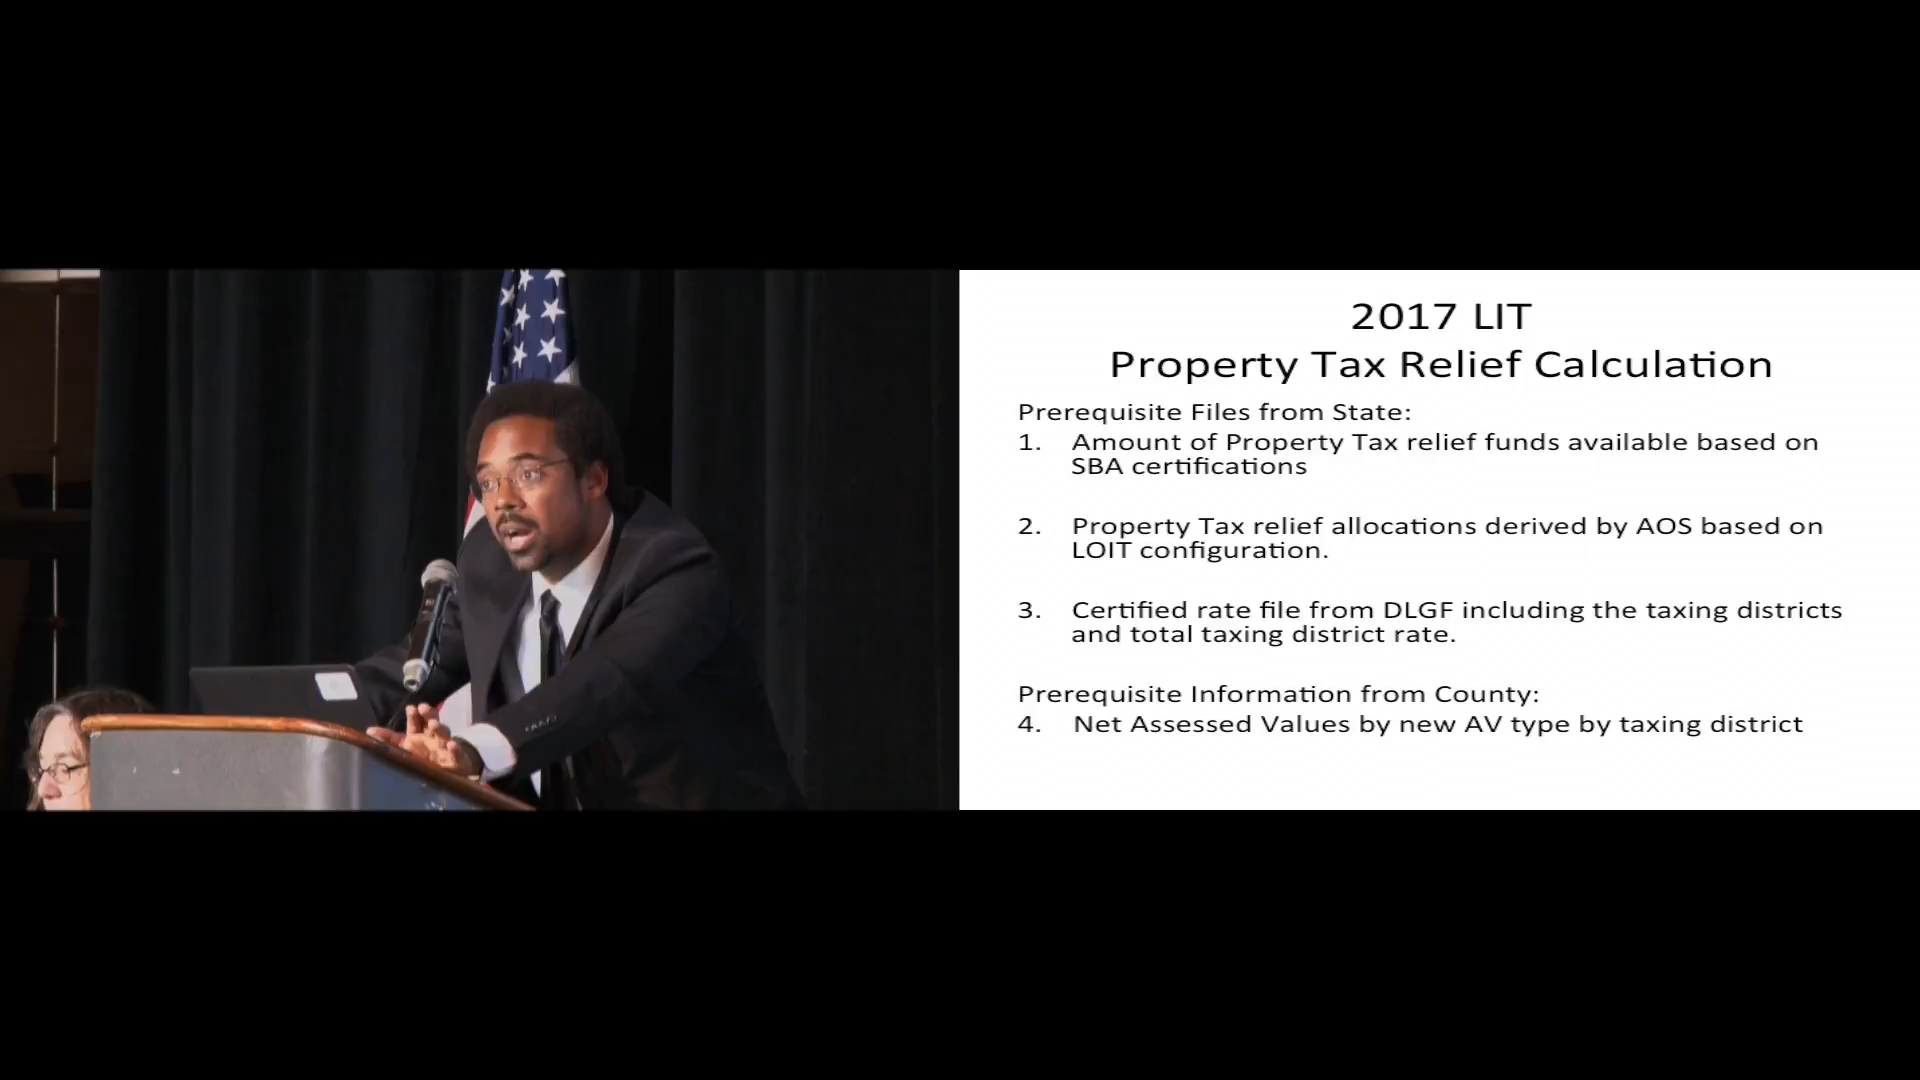 2017 LIT
Property Tax Relief Calculation
Prerequisite Files from State:
1. Amount of Property Tax relief funds available based on
SBA certifications
2. Property Tax relief allocations derived by AOS based on
LOIT configuration.
3. Certified rate file from DLGF including the taxing districts
and total taxing district rate.
Prerequisite Information from County:
4. Net Assessed Values by new AV type by taxing district